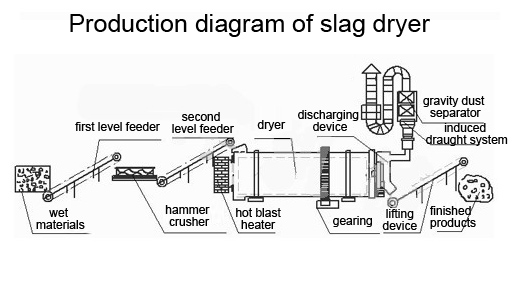 Production diagram of slag dryer
first level feeder
second
level feeder
dryer
discharging
device
gravity dust
separator
induced
draught system
wet
materials
hammer
crusher
hot blast
heater
gearing
lifting
device
finished
products